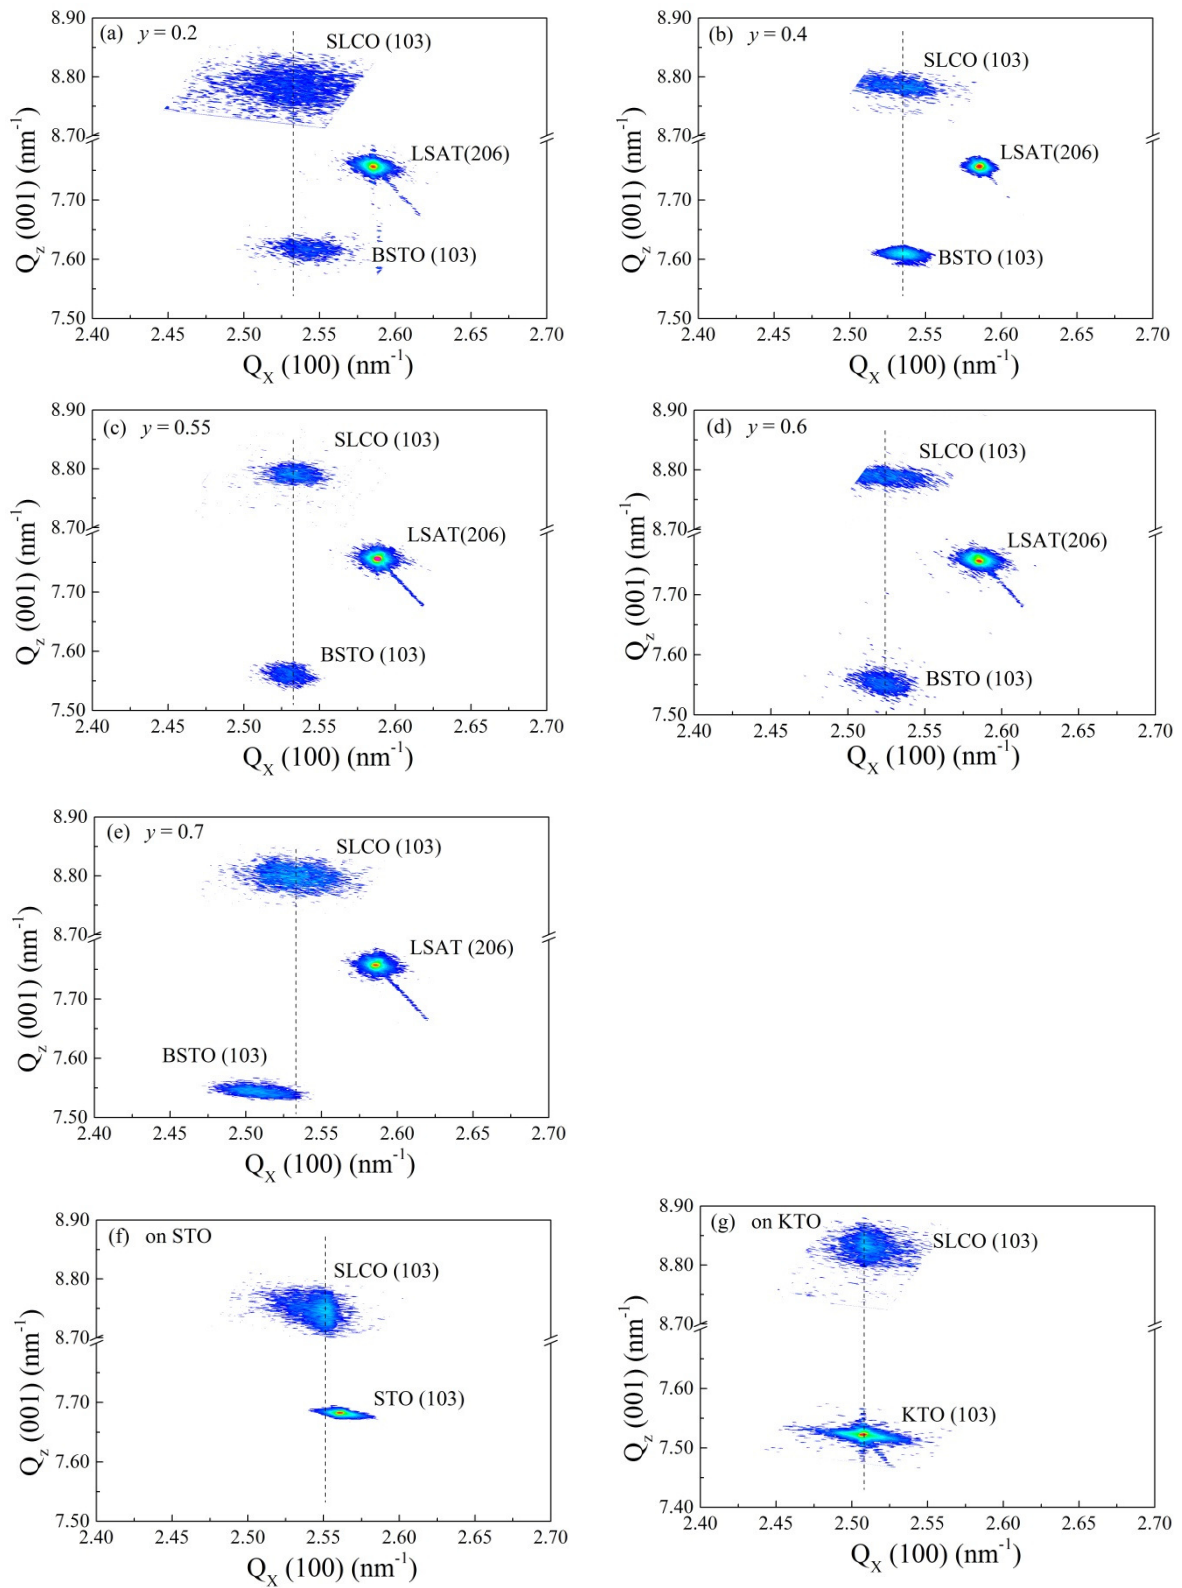 (a) y = 0.2
SLCO (103)
LSAT(206)
BSTO (103)
8.90
8.80
8.70
7.70
7.60
7.50
Qz (001) (nm-1)
2.40 2.45 2.50 2.55 2.60 2.65 2.70
QX (100) (nm-1)
(b) y = 0.4
SLCO (103)
LSAT(206)
BSTO (103)
8.90
8.80
8.70
7.70
7.60
7.50
Qz (001) (nm-1)
2.40 2.45 2.50 2.55 2.60 2.65 2.70
QX (100) (nm-1)
(c) y = 0.55
SLCO (103)
LSAT(206)
BSTO (103)
8.90
8.80
8.70
7.70
7.60
7.50
Qz (001) (nm-1)
2.40 2.45 2.50 2.55 2.60 2.65 2.70
QX (100) (nm-1)
(d) y = 0.6
SLCO (103)
LSAT(206)
BSTO (103)
8.90
8.80
8.70
7.70
7.60
7.50
Qz (001) (nm-1)
2.40 2.45 2.50 2.55 2.60 2.65 2.70
QX (100) (nm-1)
(e) y = 0.7
SLCO (103)
LSAT (206)
BSTO (103)
8.90
8.80
8.70
7.70
7.60
7.50
Qz (001) (nm-1)
2.40 2.45 2.50 2.55 2.60 2.65 2.70
QX (100) (nm-1)
(f) on STO
SLCO (103)
STO (103)
8.90
8.80
8.70
7.70
7.60
7.50
Qz (001) (nm-1)
2.40 2.45 2.50 2.55 2.60 2.65 2.70
QX (100) (nm-1)
(g) on KTO
SLCO (103)
KTO (103)
8.90
8.80
8.70
7.60
7.50
7.40
Qz (001) (nm-1)
2.40 2.45 2.50 2.55 2.60 2.65 2.70
QX (100) (nm-1)